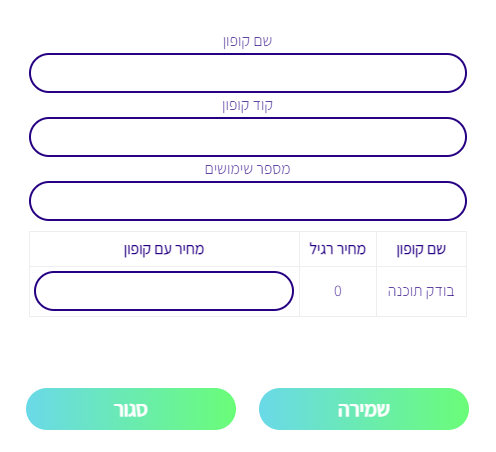 שם קופון
קוד קופון
מספר שימושים
שם קופון מחיר רגיל מחיר עם קופון
בודק תוכנה 0
שמירה סגור